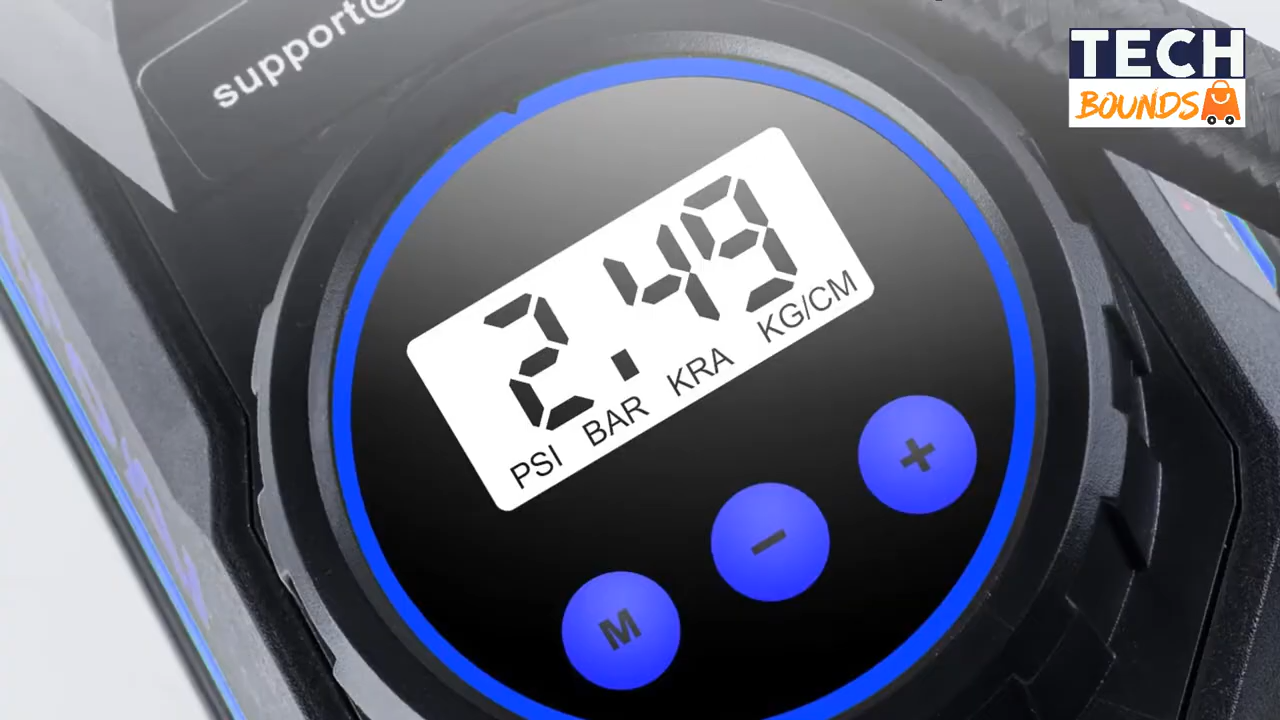 support@
TECH
BOUNDS
2.49
PSI BAR KRA KG/CM
M - +